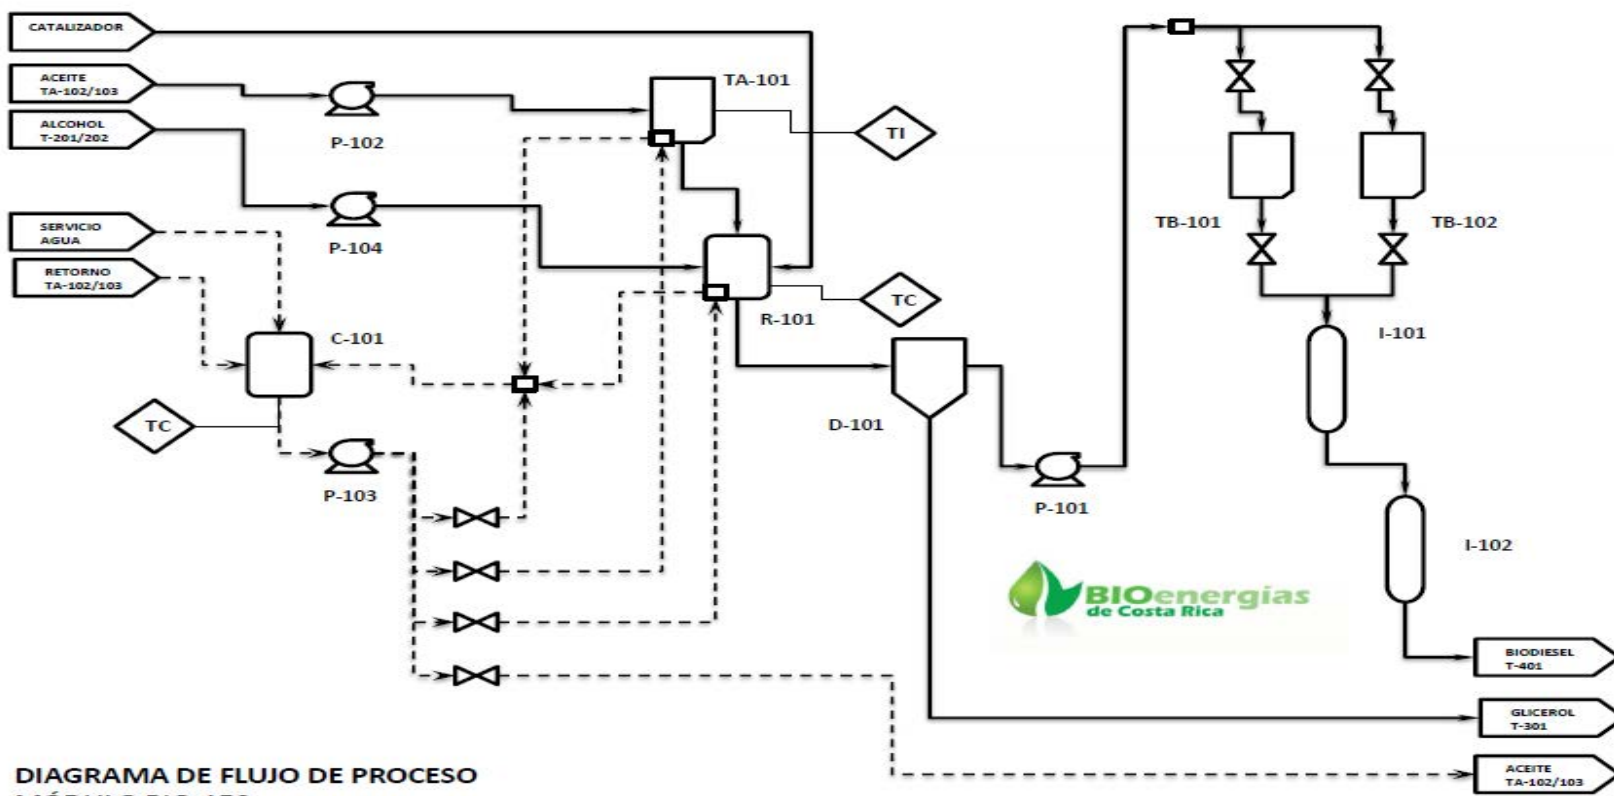 CATALIZADOR
ACEITE
TA-102/103
ALCOHOL
T-201/202
P-102
TA-101
TI
P-104
SERVICIO
AGUA
RETORNO
TA-102/103
C-101
TC
P-103
R-101
TC
D-101
P-101
TB-101
TB-102
I-101
I-102
BIOenergías
de Costa Rica
BIODIESEL
T-401
GLICEROL
T-301
ACEITE
TA-102/103
DIAGRAMA DE FLUJO DE PROCESO